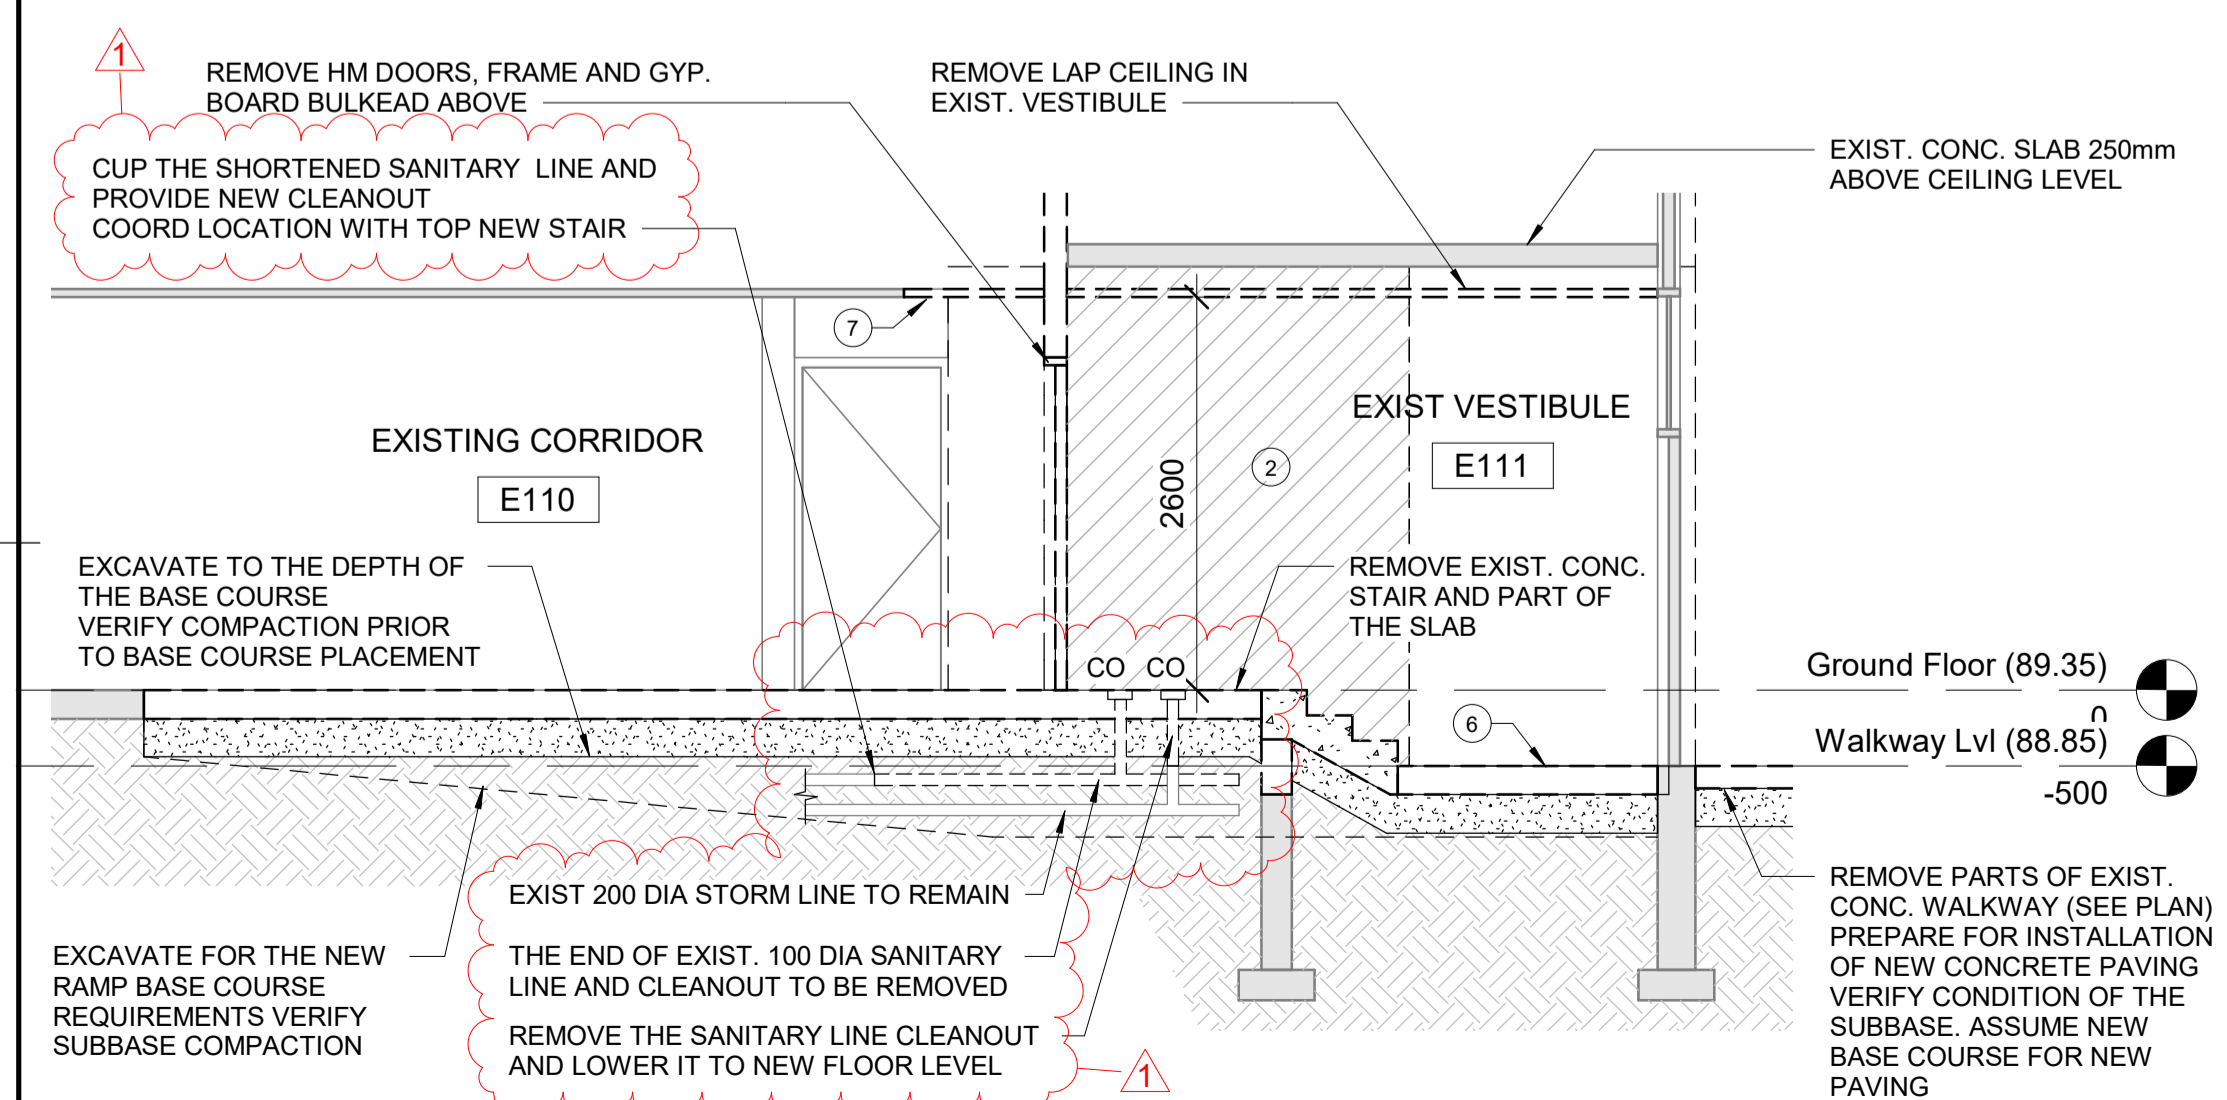 1
REMOVE HM DOORS, FRAME AND GYP.
BOARD BULKEAD ABOVE
REMOVE LAP CEILING IN
EXIST. VESTIBULE
EXIST. CONC. SLAB 250mm
ABOVE CEILING LEVEL
CUP THE SHORTENED SANITARY LINE AND
PROVIDE NEW CLEANOUT
COORD LOCATION WITH TOP NEW STAIR
7
EXISTING CORRIDOR
E110
2600
2
EXIST VESTIBULE
E111
EXCAVATE TO THE DEPTH OF
THE BASE COURSE
VERIFY COMPACTION PRIOR
TO BASE COURSE PLACEMENT
REMOVE EXIST. CONC.
STAIR AND PART OF
THE SLAB
CO CO
Ground Floor (89.35)
0
6
Walkway Lvl (88.85)
-500
EXIST 200 DIA STORM LINE TO REMAIN
THE END OF EXIST. 100 DIA SANITARY
LINE AND CLEANOUT TO BE REMOVED
REMOVE THE SANITARY LINE CLEANOUT
AND LOWER IT TO NEW FLOOR LEVEL
1
EXCAVATE FOR THE NEW
RAMP BASE COURSE
REQUIREMENTS VERIFY
SUBBASE COMPACTION
REMOVE PARTS OF EXIST.
CONC. WALKWAY (SEE PLAN)
PREPARE FOR INSTALLATION
OF NEW CONCRETE PAVING
VERIFY CONDITION OF THE
SUBBASE. ASSUME NEW
BASE COURSE FOR NEW
PAVING